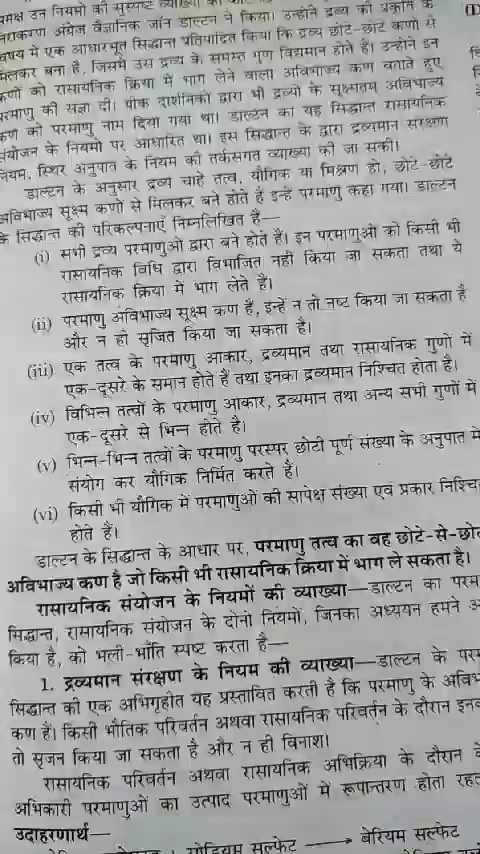 समक्ष उन नियमों की सुस्पष्ट व्याख्या की
निराकरण अंग्रेज वैज्ञानिक जॉन डाल्टन ने किया। उन्होंने द्रव्य की प्रकृति के
विषय में एक आधारभूत सिद्धान्त प्रतिपादित किया कि द्रव्य छोटे-छोटे कणों से
मिलकर बना है, जिसमें उस द्रव्य के समस्त गुण विद्यमान होते हैं। उन्होंने इन
कणों को रासायनिक क्रिया में भाग लेने वाला अविभाज्य कण बताते हुए
परमाणु की संज्ञा दी। ग्रीक दार्शनिकों द्वारा भी द्रव्यों के सूक्ष्मतम अविभाज्य
कण को परमाणु नाम दिया गया था। डाल्टन का यह सिद्धान्त रासायनिक
संयोजन के नियमों पर आधारित था। इस सिद्धान्त के द्वारा द्रव्यमान संरक्षण
नियम, स्थिर अनुपात के नियम की तर्कसंगत व्याख्या की जा सकी।
डाल्टन के अनुसार द्रव्य चाहे तत्व, यौगिक या मिश्रण हो, छोटे-छोटे
अविभाज्य सूक्ष्म कणों से मिलकर बने होते हैं इन्हें परमाणु कहा गया। डाल्टन
के सिद्धान्त की परिकल्पनाएँ निम्नलिखित हैं—
(i) सभी द्रव्य परमाणुओं द्वारा बने होते हैं। इन परमाणुओं को किसी भी
रासायनिक विधि द्वारा विभाजित नहीं किया जा सकता तथा ये
रासायनिक क्रिया में भाग लेते हैं।
(ii) परमाणु अविभाज्य सूक्ष्म कण हैं, इन्हें न तो नष्ट किया जा सकता है
और न ही सृजित किया जा सकता है।
(iii) एक तत्व के परमाणु आकार, द्रव्यमान तथा रासायनिक गुणों में
एक-दूसरे के समान होते हैं तथा इनका द्रव्यमान निश्चित होता है।
(iv) विभिन्न तत्वों के परमाणु आकार, द्रव्यमान तथा अन्य सभी गुणों में
एक-दूसरे से भिन्न होते है।
(v) भिन्न-भिन्न तत्वों के परमाणु परस्पर छोटी पूर्ण संख्या के अनुपात में
संयोग कर यौगिक निर्मित करते हैं।
(vi) किसी भी यौगिक में परमाणुओं की सापेक्ष संख्या एवं प्रकार निश्चि
होते हैं।
डाल्टन के सिद्धान्त के आधार पर, परमाणु तत्व का वह छोटे-से-छो
अविभाज्य कण है जो किसी भी रासायनिक क्रिया में भाग ले सकता है।
रासायनिक संयोजन के नियमों की व्याख्या—डाल्टन का परम
सिद्धान्त, रासायनिक संयोजन के दोनों नियमों, जिनका अध्ययन हमने अ
किया है, को भली-भाँति स्पष्ट करता है—
1. द्रव्यमान संरक्षण के नियम की व्याख्या—डाल्टन के पर
सिद्धान्त की एक अभिगृहीत यह प्रस्तावित करती है कि परमाणु के अवि
कण हैं। किसी भौतिक परिवर्तन अथवा रासायनिक परिवर्तन के दौरान इन
तो सृजन किया जा सकता है और न ही विनाश।
रासायनिक परिवर्तन अथवा रासायनिक अभिक्रिया के दौरान
अभिकारी परमाणुओं का उत्पाद परमाणुओं में रूपान्तरण होता रह
उदाहरणार्थ—
सोडियम सल्फेट ⟶ बेरियम सल्फेट